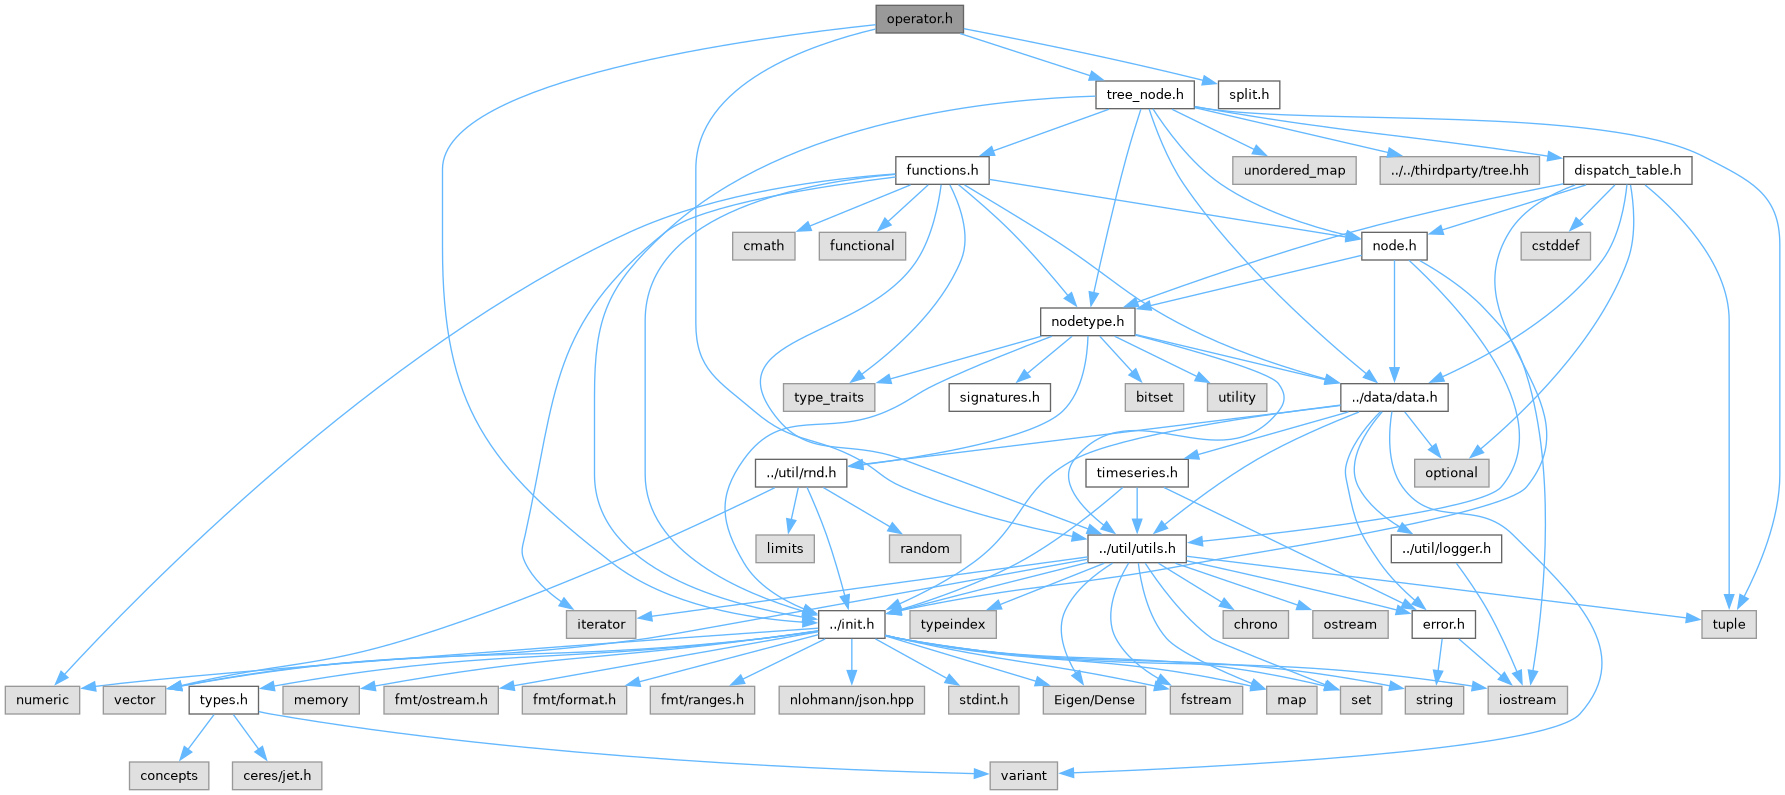 operator.h
tree_node.h
split.h
functions.h
unordered_map
../../thirdparty/tree.hh
dispatch_table.h
cmath
functional
node.h
cstddef
nodetype.h
type_traits
signatures.h
bitset
utility
../data/data.h
../util/rnd.h
timeseries.h
optional
limits
random
../util/utils.h
../util/logger.h
iterator
../init.h
typeindex
chrono
ostream
error.h
tuple
numeric
vector
types.h
memory
fmt/ostream.h
fmt/format.h
fmt/ranges.h
nlohmann/json.hpp
stdint.h
Eigen/Dense
fstream
map
set
string
iostream
concepts
ceres/jet.h
variant